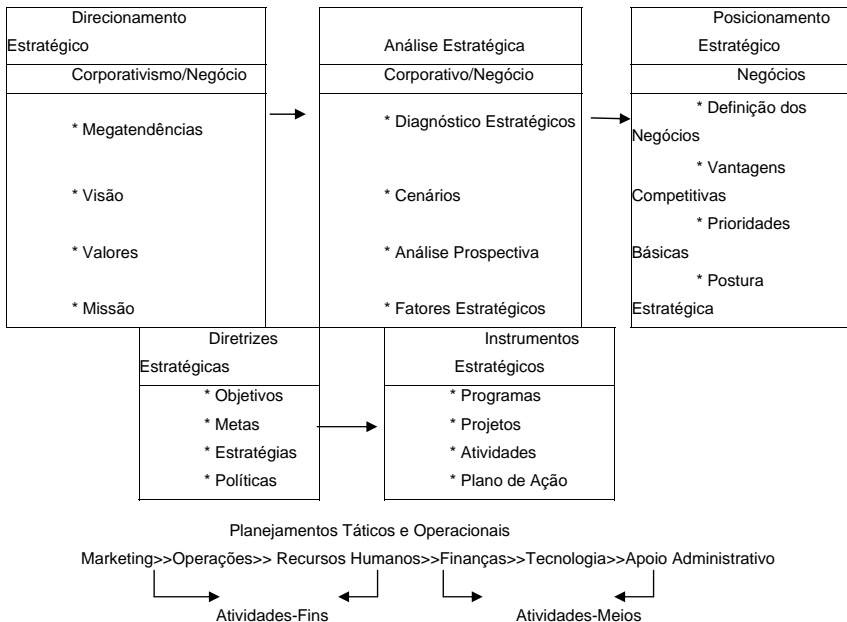 Direcionamento
Estratégico
Corporativismo/Negócio
* Megatendências
* Visão
* Valores
* Missão
Análise Estratégica
Corporativo/Negócio
* Diagnóstico Estratégicos
* Cenários
* Análise Prospectiva
* Fatores Estratégicos
Posicionamento
Estratégico
Negócios
* Definição dos
Negócios
* Vantagens
Competitivas
* Prioridades
Básicas
* Postura
Estratégica
Diretrizes
Estratégicas
* Objetivos
* Metas
* Estratégias
* Políticas
Instrumentos
Estratégicos
* Programas
* Projetos
* Atividades
* Plano de Ação
Planejamentos Táticos e Operacionais
Marketing>>Operações>> Recursos Humanos>>Finanças>>Tecnologia>>Apoio Administrativo
Atividades-Fins
Atividades-Meios